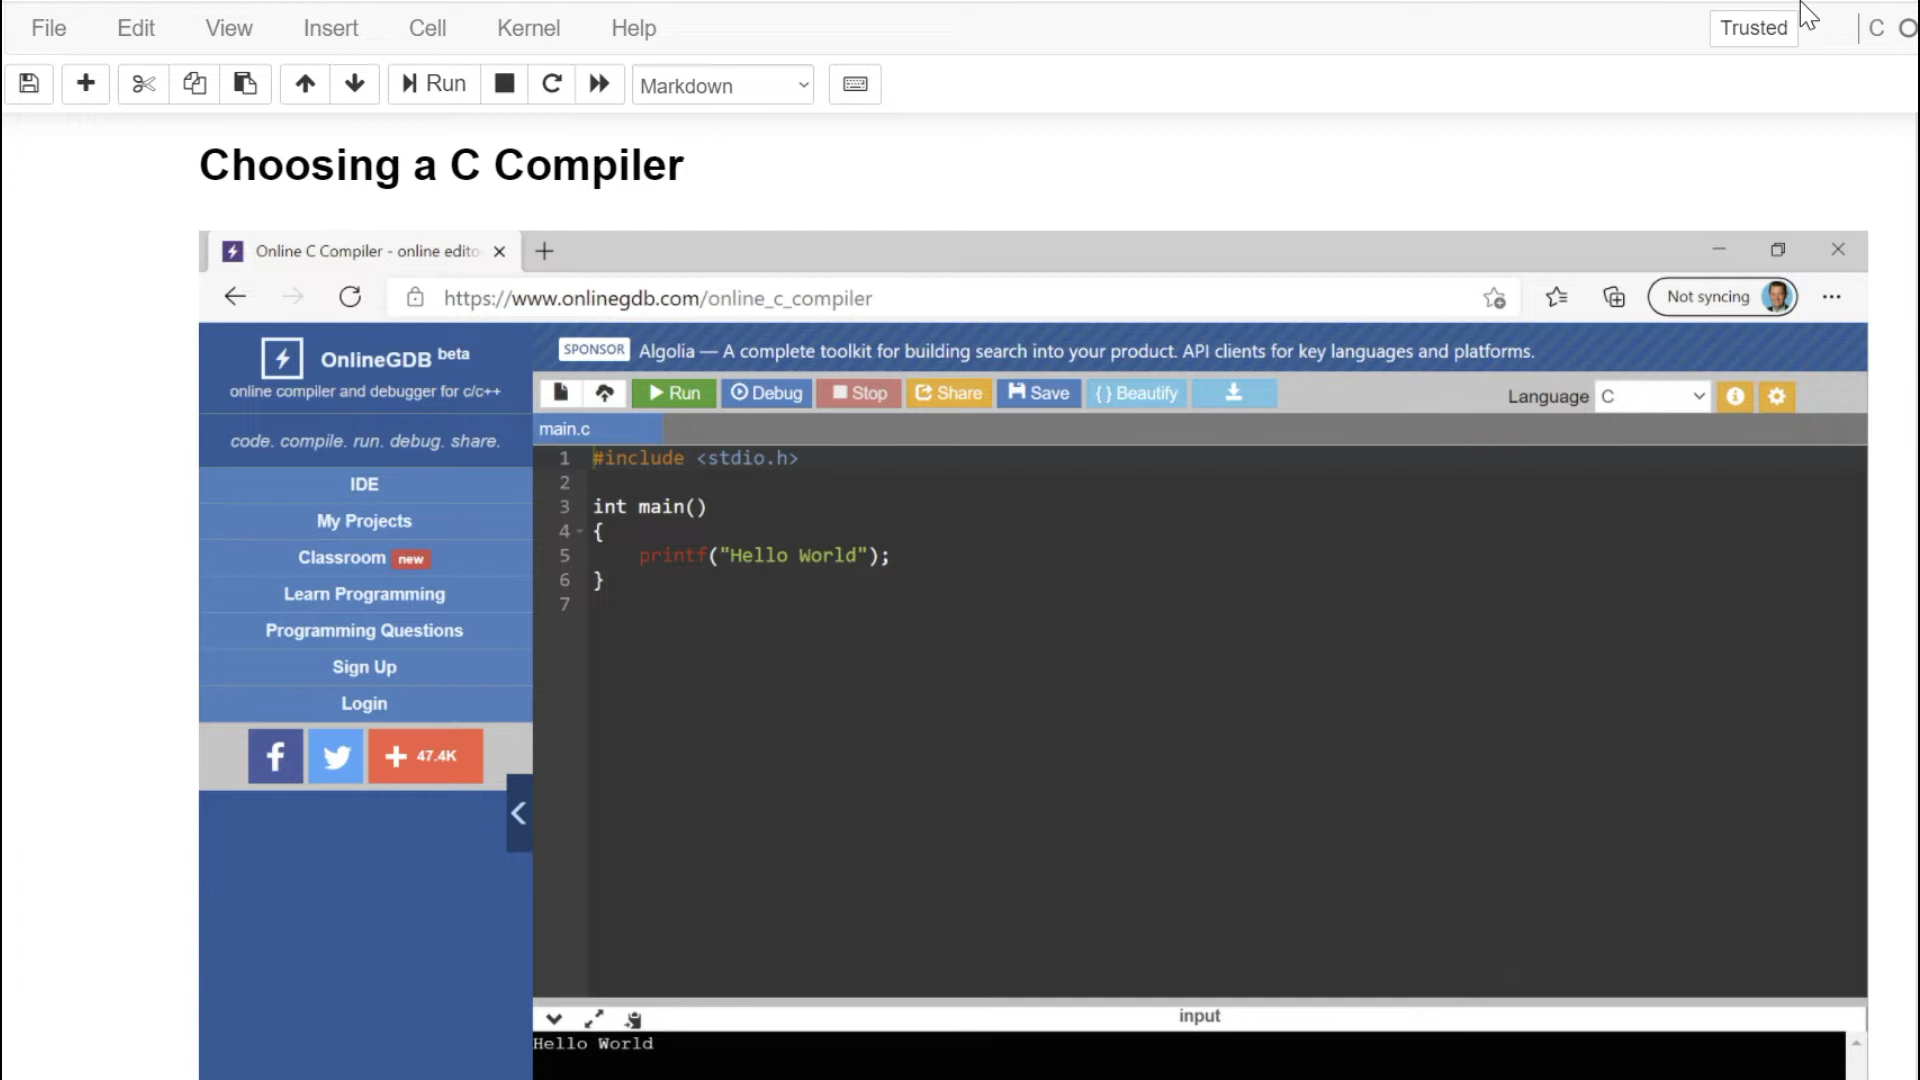 File Edit View Insert Cell Kernel Help Trusted C
Run Markdown
Choosing a C Compiler
Online C Compiler - online edito
https://www.onlinegdb.com/online_c_compiler Not syncing
OnlineGDB beta
online compiler and debugger for c/c++
code. compile. run. debug. share.
IDE
My Projects
Classroom new
Learn Programming
Programming Questions
Sign Up
Login
47.4K
SPONSOR Algolia — A complete toolkit for building search into your product. API clients for key languages and platforms.
Run Debug Stop Share Save {} Beautify Language C
main.c
1 #include <stdio.h>
2
3 int main()
4 {
5     printf("Hello World");
6 }
7
input
Hello World